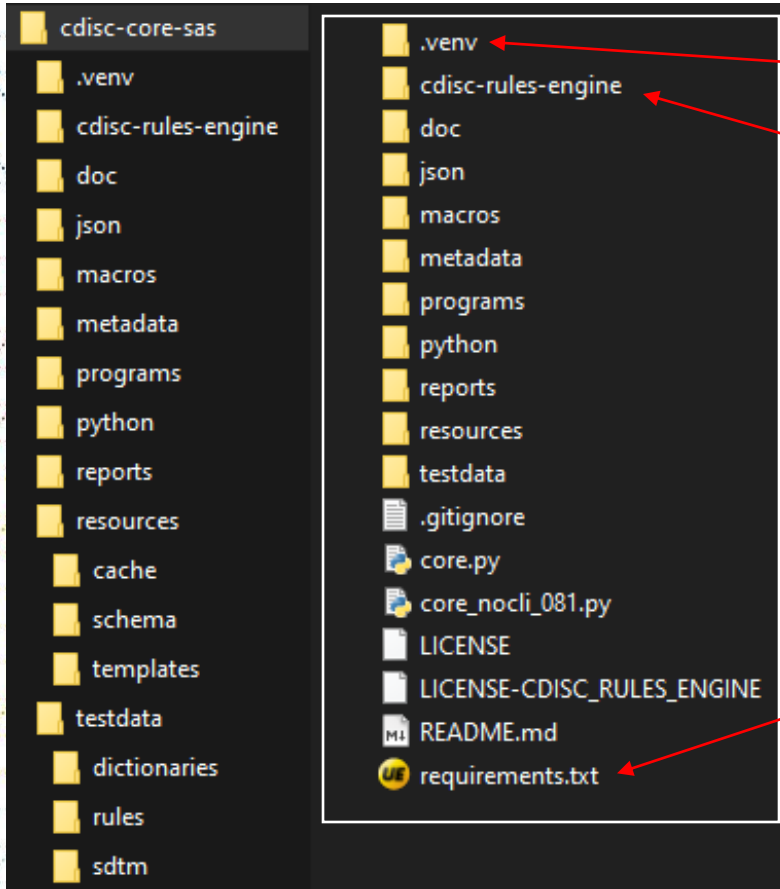 cdisc-core-sas
.venv
cdisc-rules-engine
doc
json
macros
metadata
programs
python
reports
resources
cache
schema
templates
testdata
dictionaries
rules
sdtm
.venv
cdisc-rules-engine
doc
json
macros
metadata
programs
python
reports
resources
testdata
.gitignore
core.py
core_nocli_081.py
LICENSE
LICENSE-CDISC_RULES_ENGINE
README.md
requirements.txt